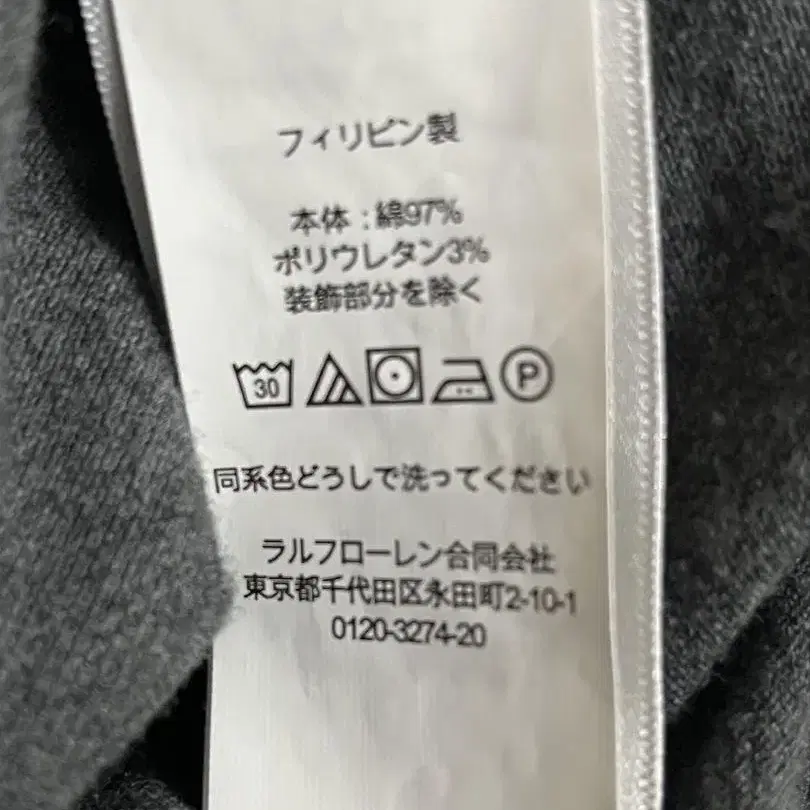 フィリピン製
本体:綿97%
ポリウレタン3%
装飾部分を除く
30 P
同系色どうしで洗ってください
ラルフローレン合同会社
東京都千代田区永田町2-10-1
0120-3274-20